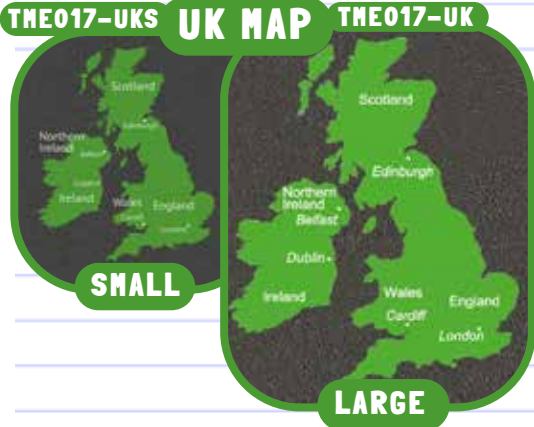 TME017-UKS
UK MAP
TME017-UK
Scotland
Edinburgh
Northern
Ireland
Ireland
Wales
England
SMALL
Scotland
Edinburgh
Northern
Ireland
Belfast
Dublin
Ireland
Wales
England
Cardiff
London
LARGE